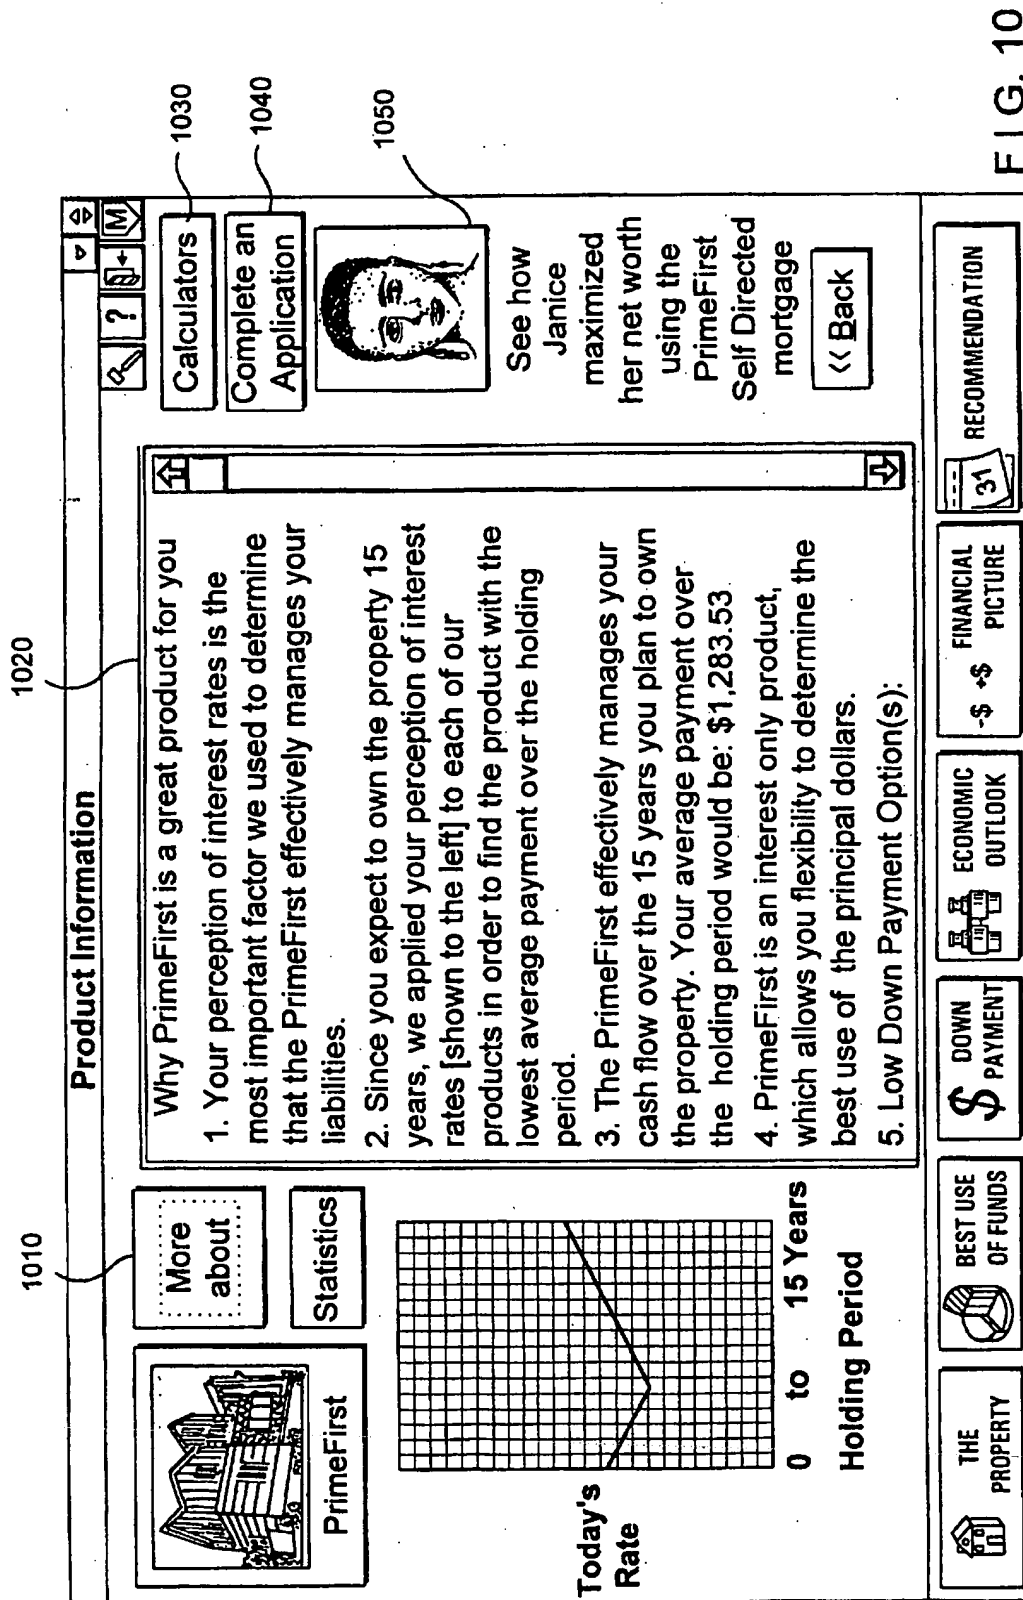 1010
1020
1030
1040
1050
Product Information
?
M
PrimeFirst
More
about
Statistics
Today's
Rate
0 to 15 Years
Holding Period
Why PrimeFirst is a great product for you
1. Your perception of interest rates is the
most important factor we used to determine
that the PrimeFirst effectively manages your
liabilities.
2. Since you expect to own the property 15
years, we applied your perception of interest
rates [shown to the left] to each of our
products in order to find the product with the
lowest average payment over the holding
period.
3. The PrimeFirst effectively manages your
cash flow over the 15 years you plan to own
the property. Your average payment over
the holding period would be: $1,283.53
4. PrimeFirst is an interest only product,
which allows you flexibility to determine the
best use of the principal dollars.
5. Low Down Payment Option(s):
Calculators
Complete an
Application
See how
Janice
maximized
her net worth
using the
PrimeFirst
Self Directed
mortgage
<< Back
THE
PROPERTY
BEST USE
OF FUNDS
$ DOWN
PAYMENT
ECONOMIC
OUTLOOK
-$ +$ FINANCIAL
PICTURE
31 RECOMMENDATION
FIG. 10